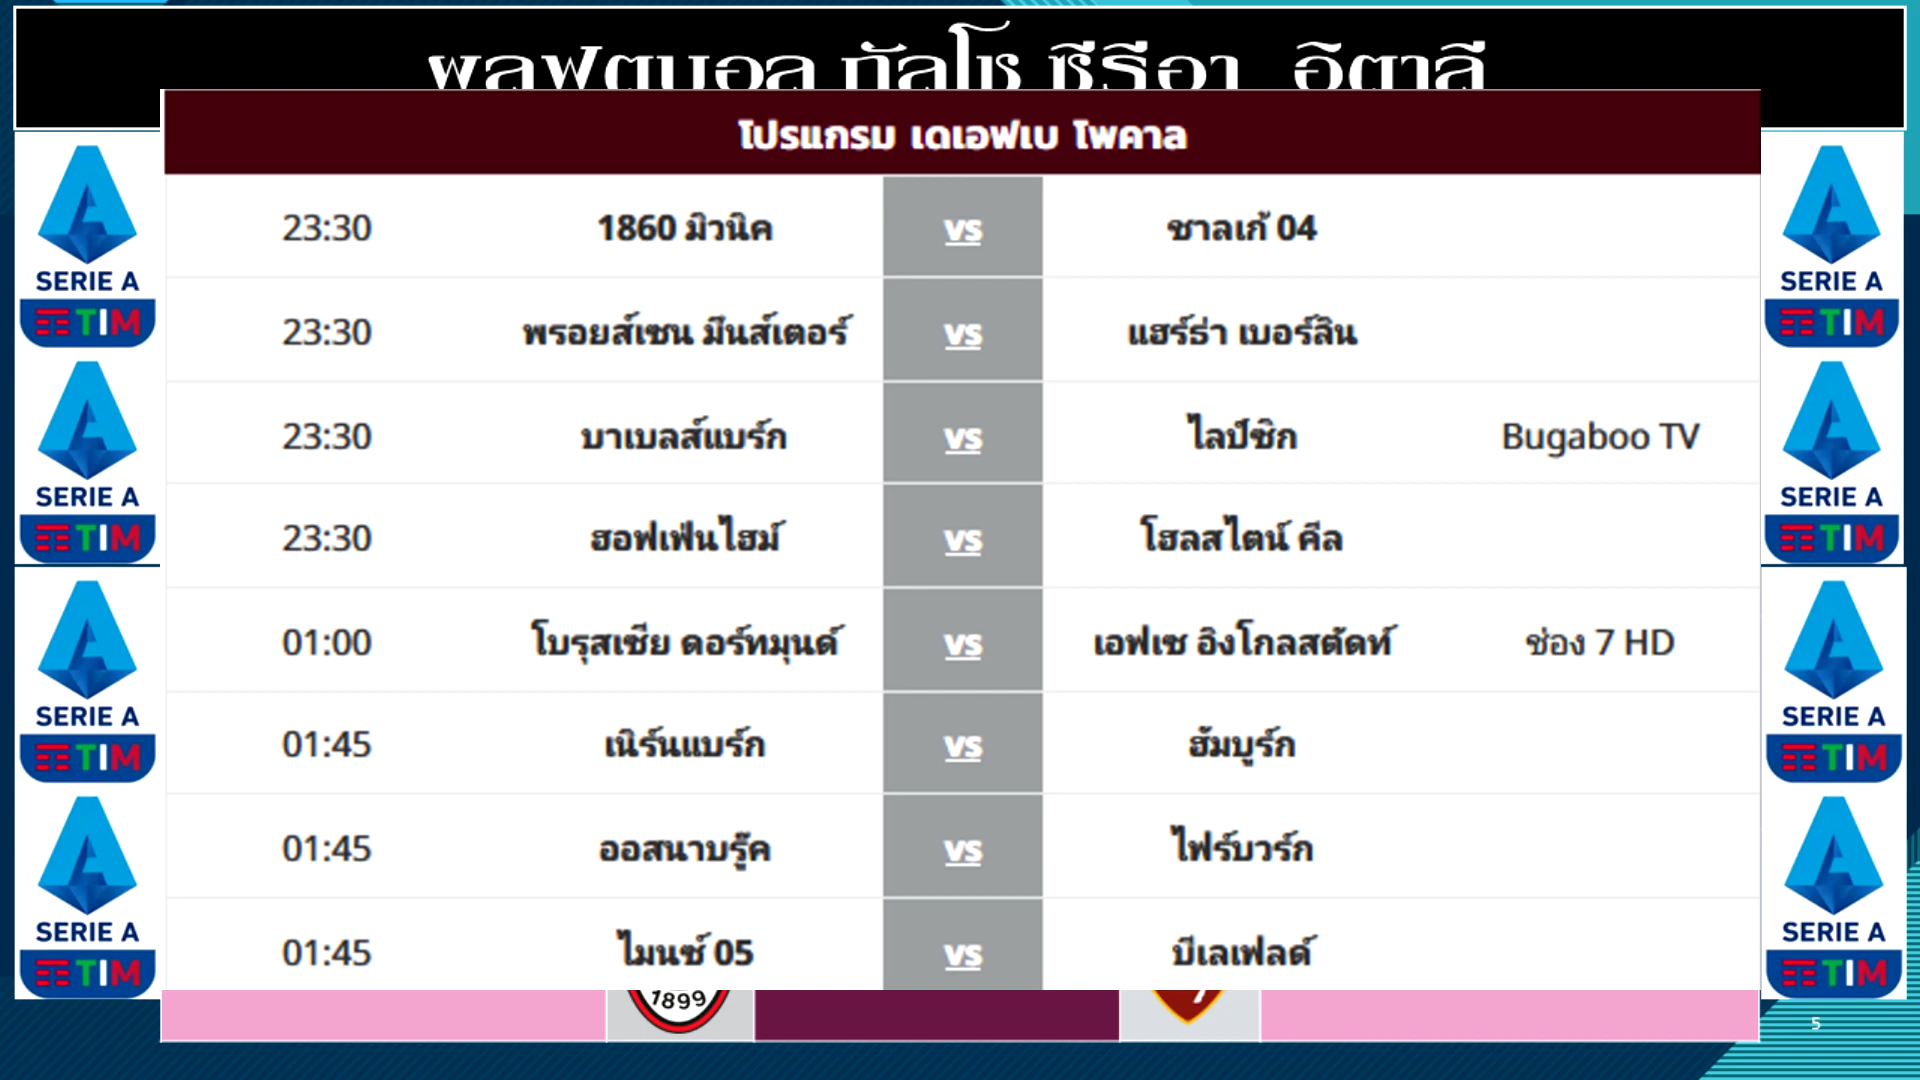 ผลฟุตบอล กัลโช ซีรีอา อิตาลี
โปรแกรม เดเอฟเบ โพคาล
23:30 1860 มิวนิค vs ชาลเก้ 04
23:30 พรอยส์เซน มึนส์เตอร์ vs แฮร์ธ่า เบอร์ลิน
23:30 บาเบลส์แบร์ก vs ไลป์ซิก Bugaboo TV
23:30 ฮอฟเฟ่นไฮม์ vs โฮลสไตน์ คีล
01:00 โบรุสเซีย ดอร์ทมุนด์ vs เอฟเซ อิงโกลสตัดท์ ช่อง 7 HD
01:45 เนิร์นแบร์ก vs ฮัมบูร์ก
01:45 ออสนาบรุ๊ค vs ไฟร์บวร์ก
01:45 ไมนซ์ 05 vs บีเลเฟลด์
SERIE A
TIM
SERIE A
TIM
SERIE A
TIM
SERIE A
TIM
SERIE A
TIM
SERIE A
TIM
SERIE A
TIM
SERIE A
TIM
1899
5